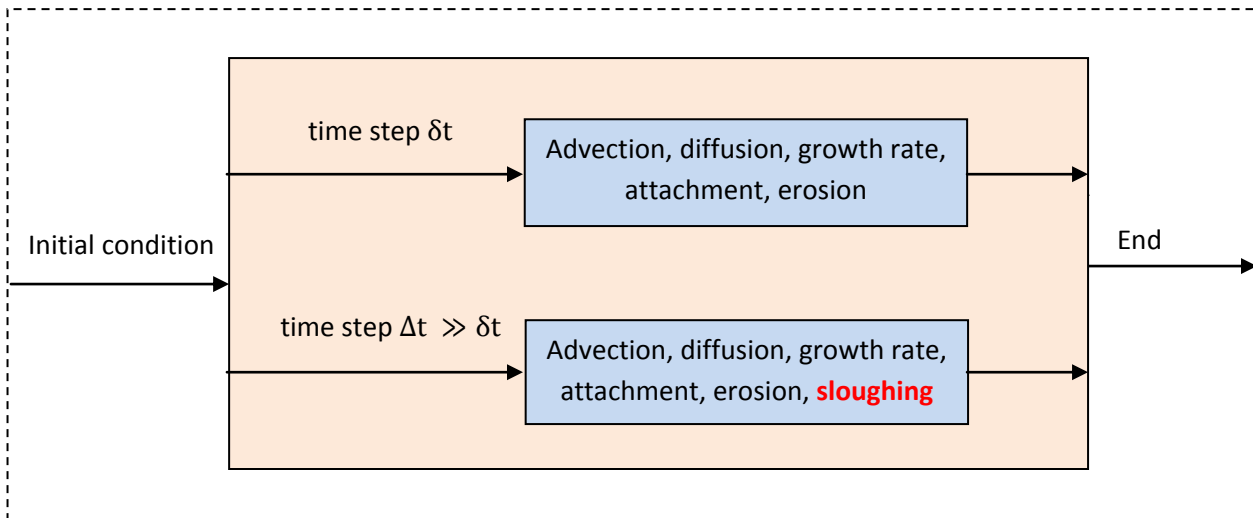 time step δt
Advection, diffusion, growth rate,
attachment, erosion
Initial condition
End
time step Δt ≫ δt
Advection, diffusion, growth rate,
attachment, erosion, sloughing